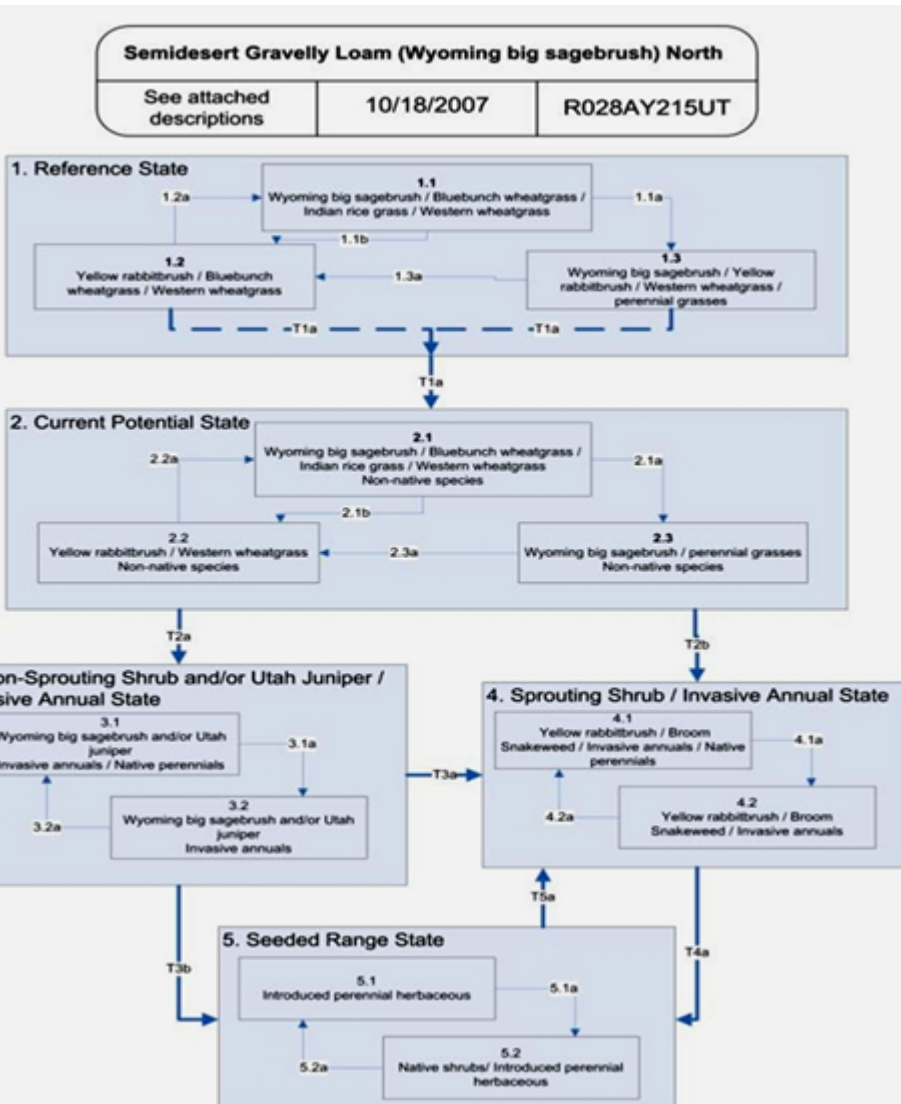 Semidesert Gravelly Loam (Wyoming big sagebrush) North
See attached
descriptions
10/18/2007
R028AY215UT
1. Reference State
1.1
Wyoming big sagebrush / Bluebunch wheatgrass /
Indian rice grass / Western wheatgrass
1.2a
1.1a
1.1b
1.2
Yellow rabbitbrush / Bluebunch
wheatgrass / Western wheatgrass
1.3a
1.3
Wyoming big sagebrush / Yellow
rabbitbrush / Western wheatgrass /
perennial grasses
T1a
T1a
T1a
2. Current Potential State
2.1
Wyoming big sagebrush / Bluebunch wheatgrass /
Indian rice grass / Western wheatgrass
Non-native species
2.2a
2.1a
2.1b
2.2
Yellow rabbitbrush / Western wheatgrass
Non-native species
2.3a
2.3
Wyoming big sagebrush / perennial grasses
Non-native species
T2a
T2b
on-Sprouting Shrub and/or Utah Juniper /
sive Annual State
3.1
Wyoming big sagebrush and/or Utah
juniper
nvasive annuals / Native perennials
3.1a
3.2a
3.2
Wyoming big sagebrush and/or Utah
juniper
Invasive annuals
T3a
4. Sprouting Shrub / Invasive Annual State
4.1
Yellow rabbitbrush / Broom
Snakeweed / Invasive annuals / Native
perennials
4.1a
4.2a
4.2
Yellow rabbitbrush / Broom
Snakeweed / Invasive annuals
T3b
T5a
T4a
5. Seeded Range State
5.1
Introduced perennial herbaceous
5.1a
5.2a
5.2
Native shrubs/ Introduced perennial
herbaceous